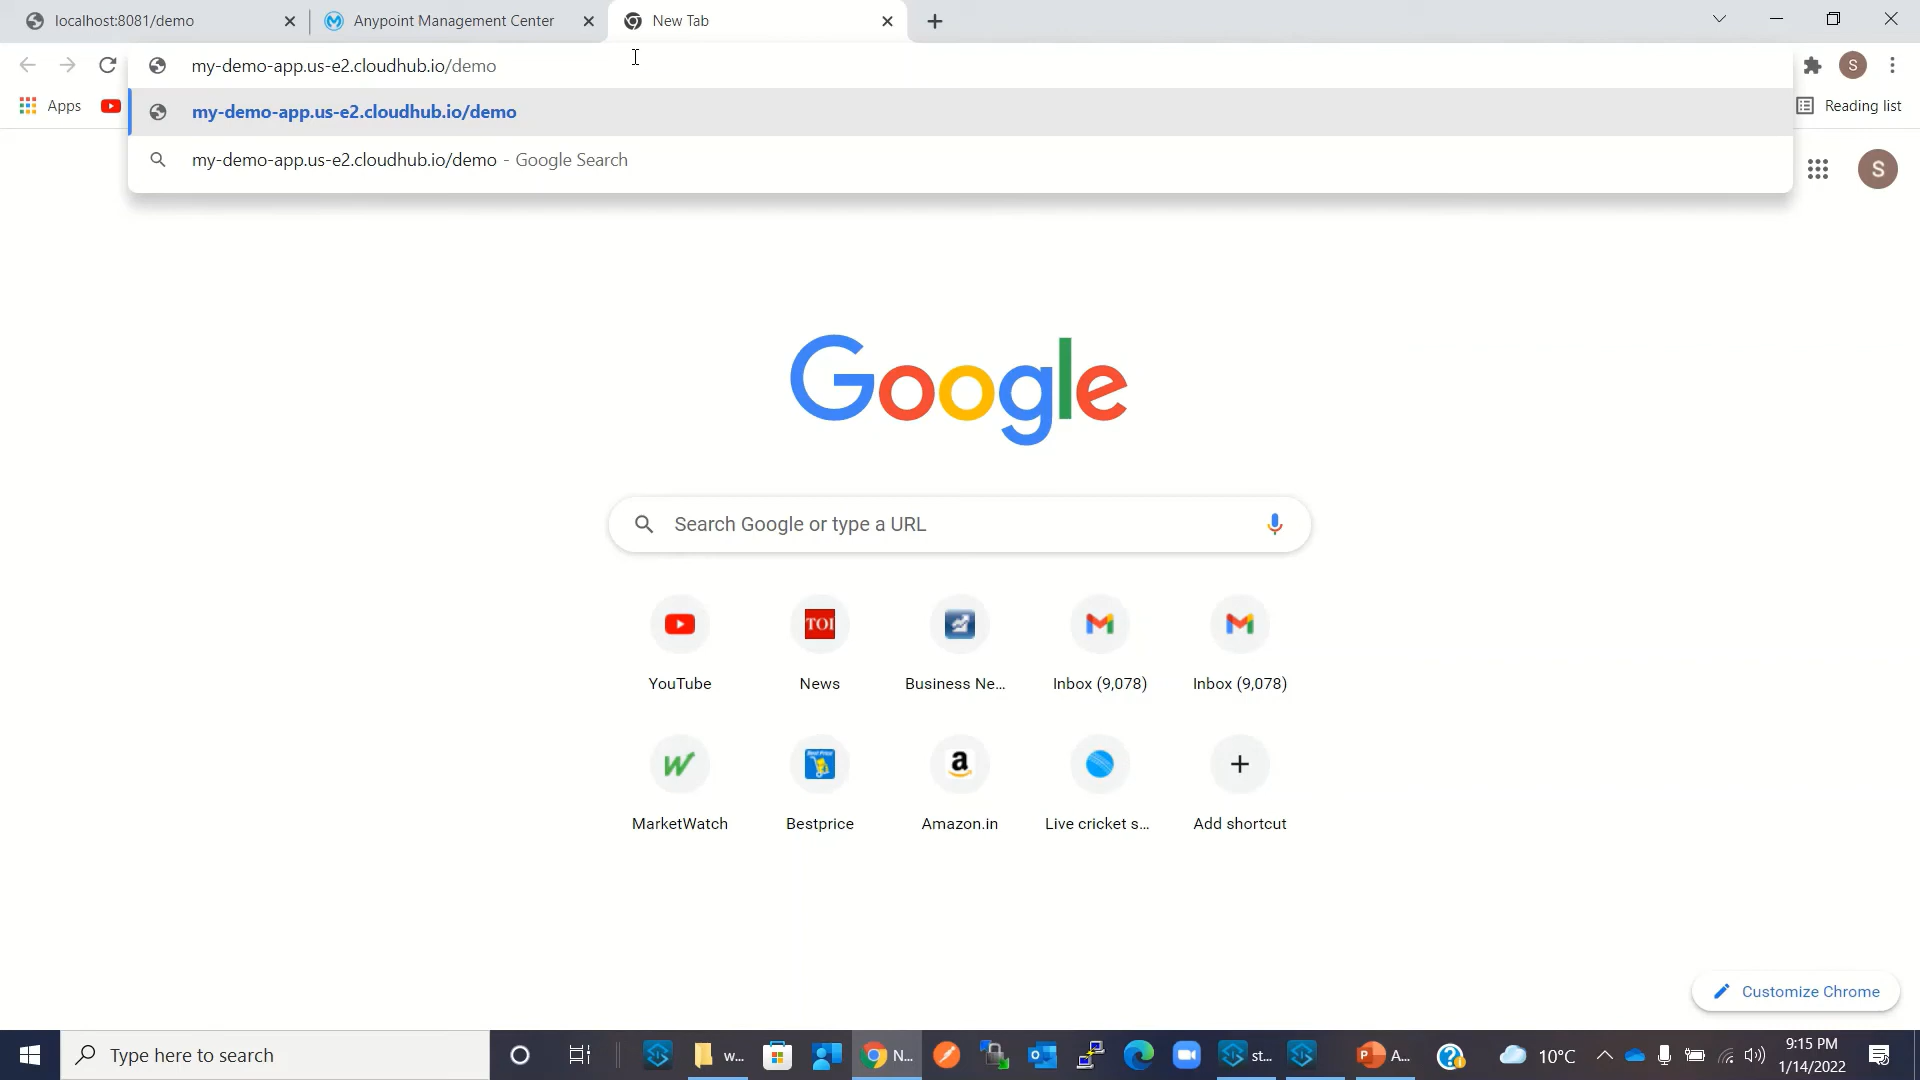 localhost:8081/demo
Anypoint Management Center
New Tab
my-demo-app.us-e2.cloudhub.io/demo
S
Apps
my-demo-app.us-e2.cloudhub.io/demo
Reading list
my-demo-app.us-e2.cloudhub.io/demo - Google Search
S
Google
Search Google or type a URL
TOI
YouTube
News
Business Ne...
Inbox (9,078)
Inbox (9,078)
Best Price
a
MarketWatch
Bestprice
Amazon.in
Live cricket s...
Add shortcut
Customize Chrome
Type here to search
w...
N...
st...
A...
10°C
9:15 PM
1/14/2022